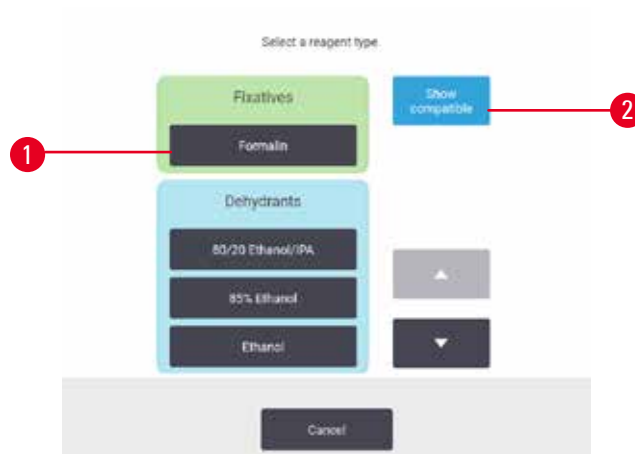 Select a reagent type
Fixatives
Show
compatible
2
1
Formalin
Dehydrants
80/20 Ethanol/IPA
85% Ethanol
Ethanol
Cancel